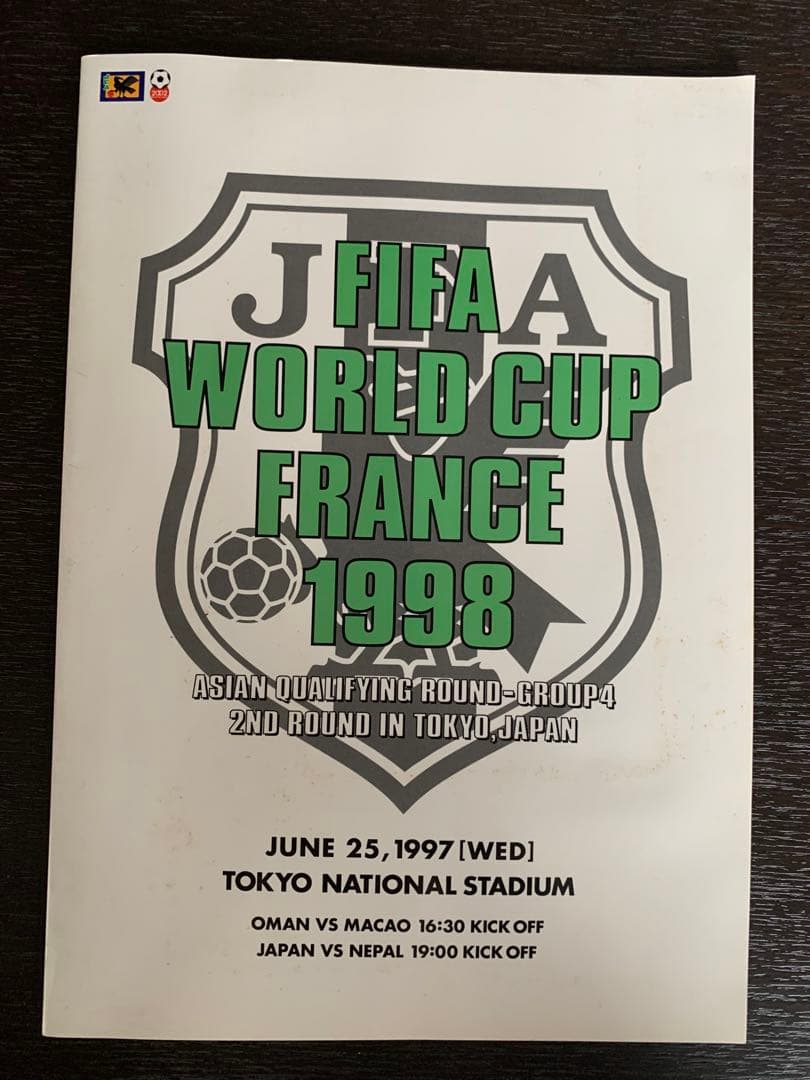 2002
J F A
FIFA
WORLD CUP
FRANCE
1998
ASIAN QUALIFYING ROUND-GROUP4
2ND ROUND IN TOKYO,JAPAN
JUNE 25,1997[WED]
TOKYO NATIONAL STADIUM
OMAN VS MACAO 16:30 KICK OFF
JAPAN VS NEPAL 19:00 KICK OFF